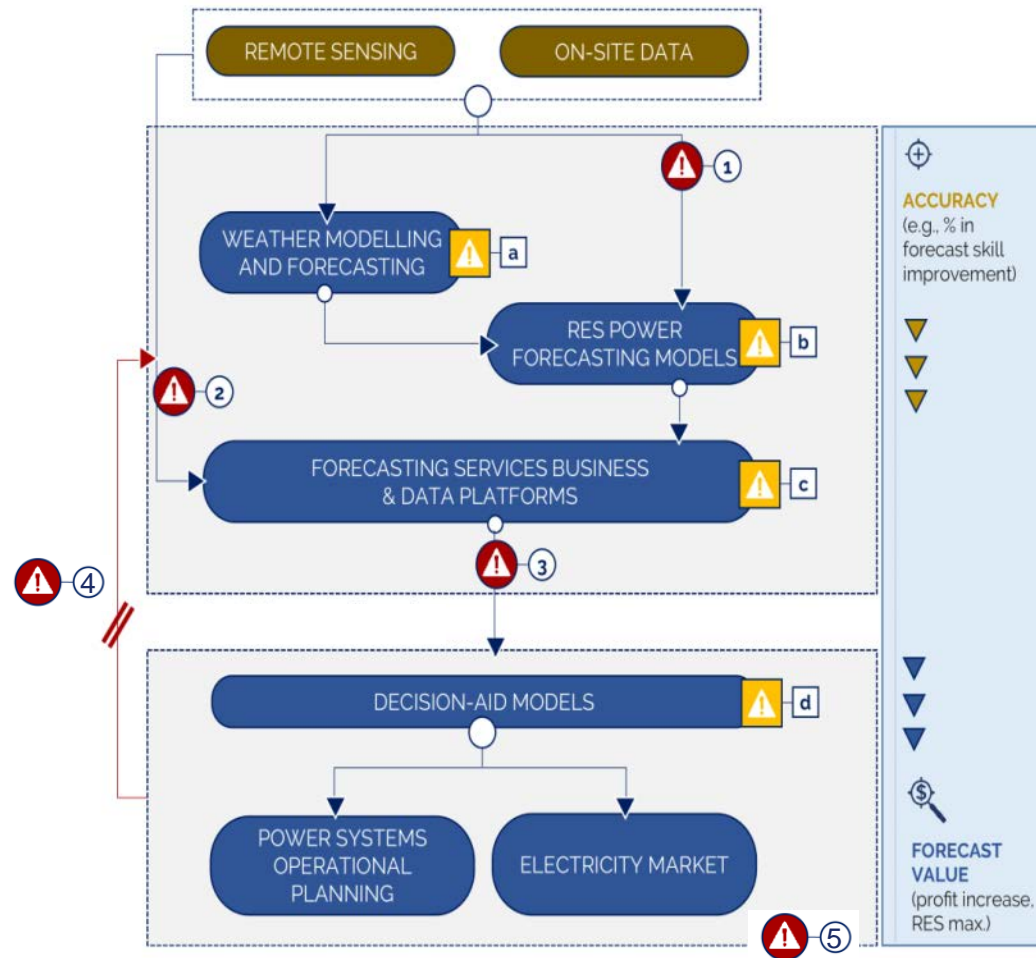 REMOTE SENSING
ON-SITE DATA
1
ACCURACY
(e.g., % in
forecast skill
improvement)
WEATHER MODELLING
AND FORECASTING
a
RES POWER
FORECASTING MODELS
b
2
FORECASTING SERVICES BUSINESS
& DATA PLATFORMS
c
3
4
DECISION-AID MODELS
d
POWER SYSTEMS
OPERATIONAL
PLANNING
ELECTRICITY MARKET
$
FORECAST
VALUE
(profit increase,
RES max.)
5